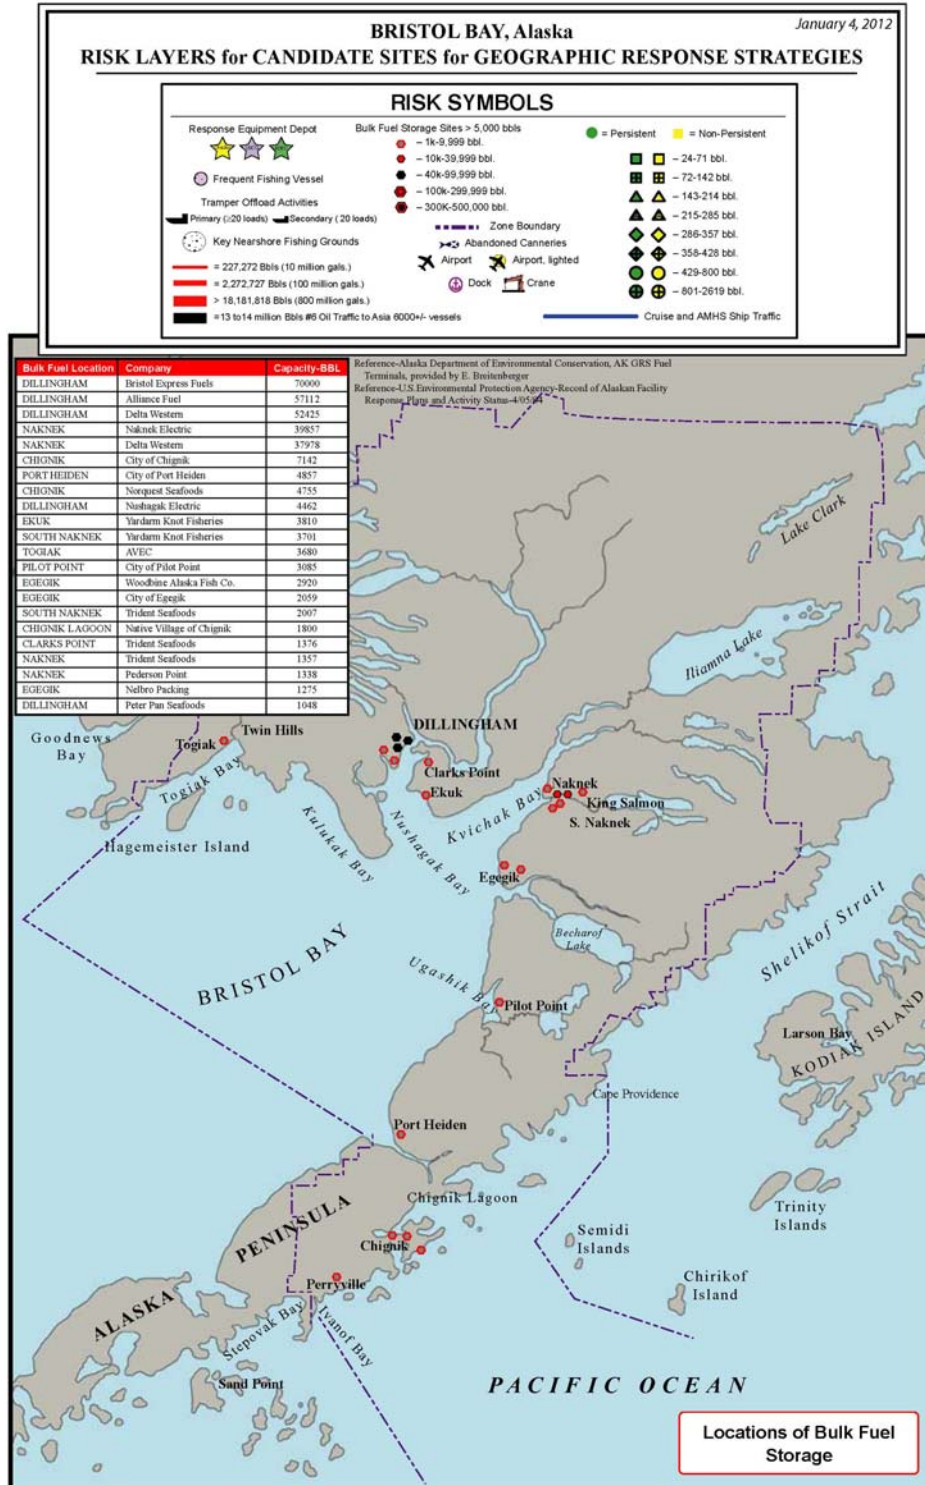 January 4, 2012
BRISTOL BAY, Alaska
RISK LAYERS for CANDIDATE SITES for GEOGRAPHIC RESPONSE STRATEGIES
RISK SYMBOLS
Response Equipment Depot
Frequent Fishing Vessel
Tramper Offload Activities
Primary (≥20 loads) Secondary ( 20 loads)
Key Nearshore Fishing Grounds
= 227,272 Bbls (10 million gals.)
= 2,272,727 Bbls (100 million gals.)
> 18,181,818 Bbls (800 million gals.)
=13 to14 million Bbls #6 Oil Traffic to Asia 6000+/- vessels
Bulk Fuel Storage Sites > 5,000 bbls
– 1k-9,999 bbl.
– 10k-39,999 bbl.
– 40k-99,999 bbl.
– 100k-299,999 bbl.
– 300K-500,000 bbl.
Zone Boundary
Abandoned Canneries
Airport Airport, lighted
Dock Crane
= Persistent = Non-Persistent
– 24-71 bbl.
– 72-142 bbl.
– 143-214 bbl.
– 215-285 bbl.
– 286-357 bbl.
– 358-428 bbl.
– 429-800 bbl.
– 801-2619 bbl.
Cruise and AMHS Ship Traffic
Reference-Alaska Department of Environmental Conservation, AK GRS Fuel
Terminals, provided by E. Breitenberger
Reference-U.S.Environmental Protection Agency-Record of Alaskan Facility
Response Plans and Activity Status-4/05/04
Bulk Fuel Location Company Capacity-BBL
DILLINGHAM Bristol Express Fuels 70000
DILLINGHAM Alliance Fuel 57112
DILLINGHAM Delta Western 52425
NAKNEK Naknek Electric 39857
NAKNEK Delta Western 37978
CHIGNIK City of Chignik 7142
PORT HEIDEN City of Port Heiden 4857
CHIGNIK Norquest Seafoods 4755
DILLINGHAM Nushagak Electric 4462
EKUK Yardarm Knot Fisheries 3810
SOUTH NAKNEK Yardarm Knot Fisheries 3701
TOGIAK AVEC 3680
PILOT POINT City of Pilot Point 3085
EGEGIK Woodbine Alaska Fish Co. 2920
EGEGIK City of Egegik 2059
SOUTH NAKNEK Trident Seafoods 2007
CHIGNIK LAGOON Native Village of Chignik 1800
CLARKS POINT Trident Seafoods 1376
NAKNEK Trident Seafoods 1357
NAKNEK Pederson Point 1338
EGEGIK Nelbro Packing 1275
DILLINGHAM Peter Pan Seafoods 1048
Lake Clark
Iliamna Lake
DILLINGHAM
Goodnews
Bay
Togiak
Twin Hills
Togiak Bay
Clarks Point
Ekuk
Naknek
King Salmon
S. Naknek
Kvichak Bay
Kulukak Bay
Nushagak Bay
Hagemeister Island
Egegik
Becharof
Lake
Shelikof Strait
BRISTOL BAY
Ugashik Bay
Pilot Point
Larson Bay
KODIAK ISLAND
Cape Providence
Port Heiden
Chignik Lagoon
Trinity
Islands
Semidi
Islands
Chignik
Chirikof
Island
Perryville
ALASKA PENINSULA
Stepovak Bay
Ivanof Bay
Sand Point
PACIFIC OCEAN
Locations of Bulk Fuel
Storage